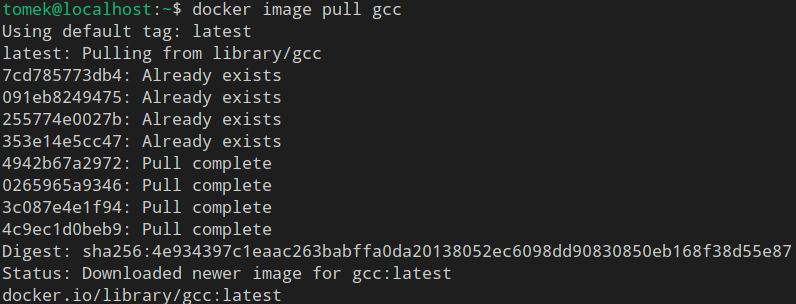 tomek@localhost:~$ docker image pull gcc
Using default tag: latest
latest: Pulling from library/gcc
7cd785773db4: Already exists
091eb8249475: Already exists
255774e0027b: Already exists
353e14e5cc47: Already exists
4942b67a2972: Pull complete
0265965a9346: Pull complete
3c087e4e1f94: Pull complete
4c9ec1d0beb9: Pull complete
Digest: sha256:4e934397c1eaac263babffa0da20138052ec6098dd90830850eb168f38d55e87
Status: Downloaded newer image for gcc:latest
docker.io/library/gcc:latest